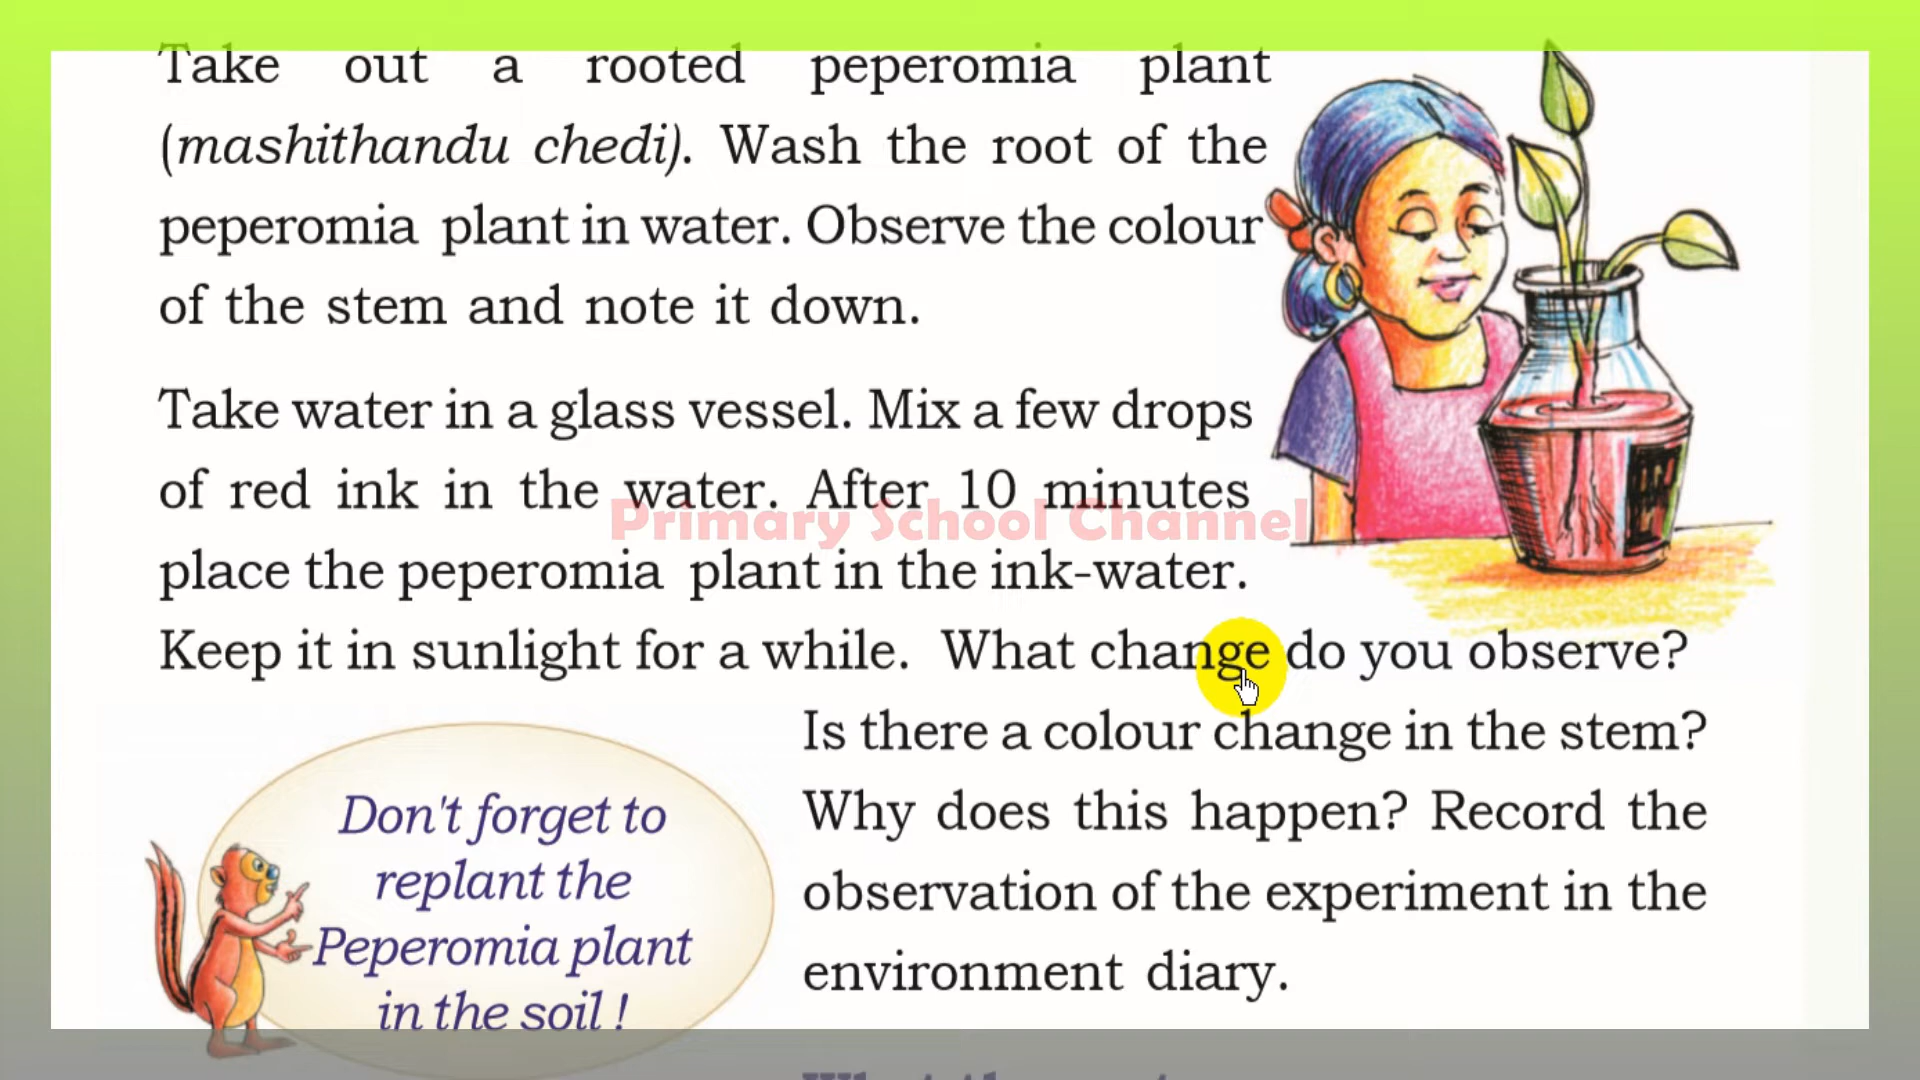 Take out a rooted peperomia plant
(mashithandu chedi). Wash the root of the
peperomia plant in water. Observe the colour
of the stem and note it down.
Take water in a glass vessel. Mix a few drops
of red ink in the water. After 10 minutes
Primary School Channel
place the peperomia plant in the ink-water.
Keep it in sunlight for a while. What change do you observe?
Is there a colour change in the stem?
Why does this happen? Record the
observation of the experiment in the
environment diary.
Don't forget to
replant the
Peperomia plant
in the soil !